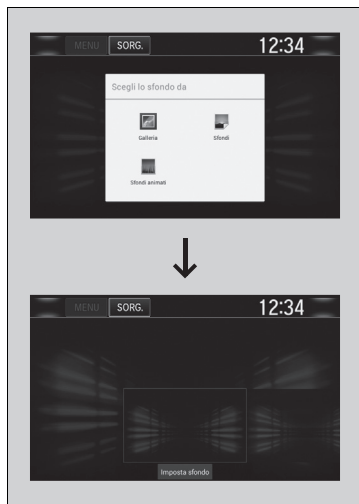 MENU SORG. 12:34
Scegli lo sfondo da
Galleria Sfondi
Sfondi animati
MENU SORG. 12:34
Imposta sfondo